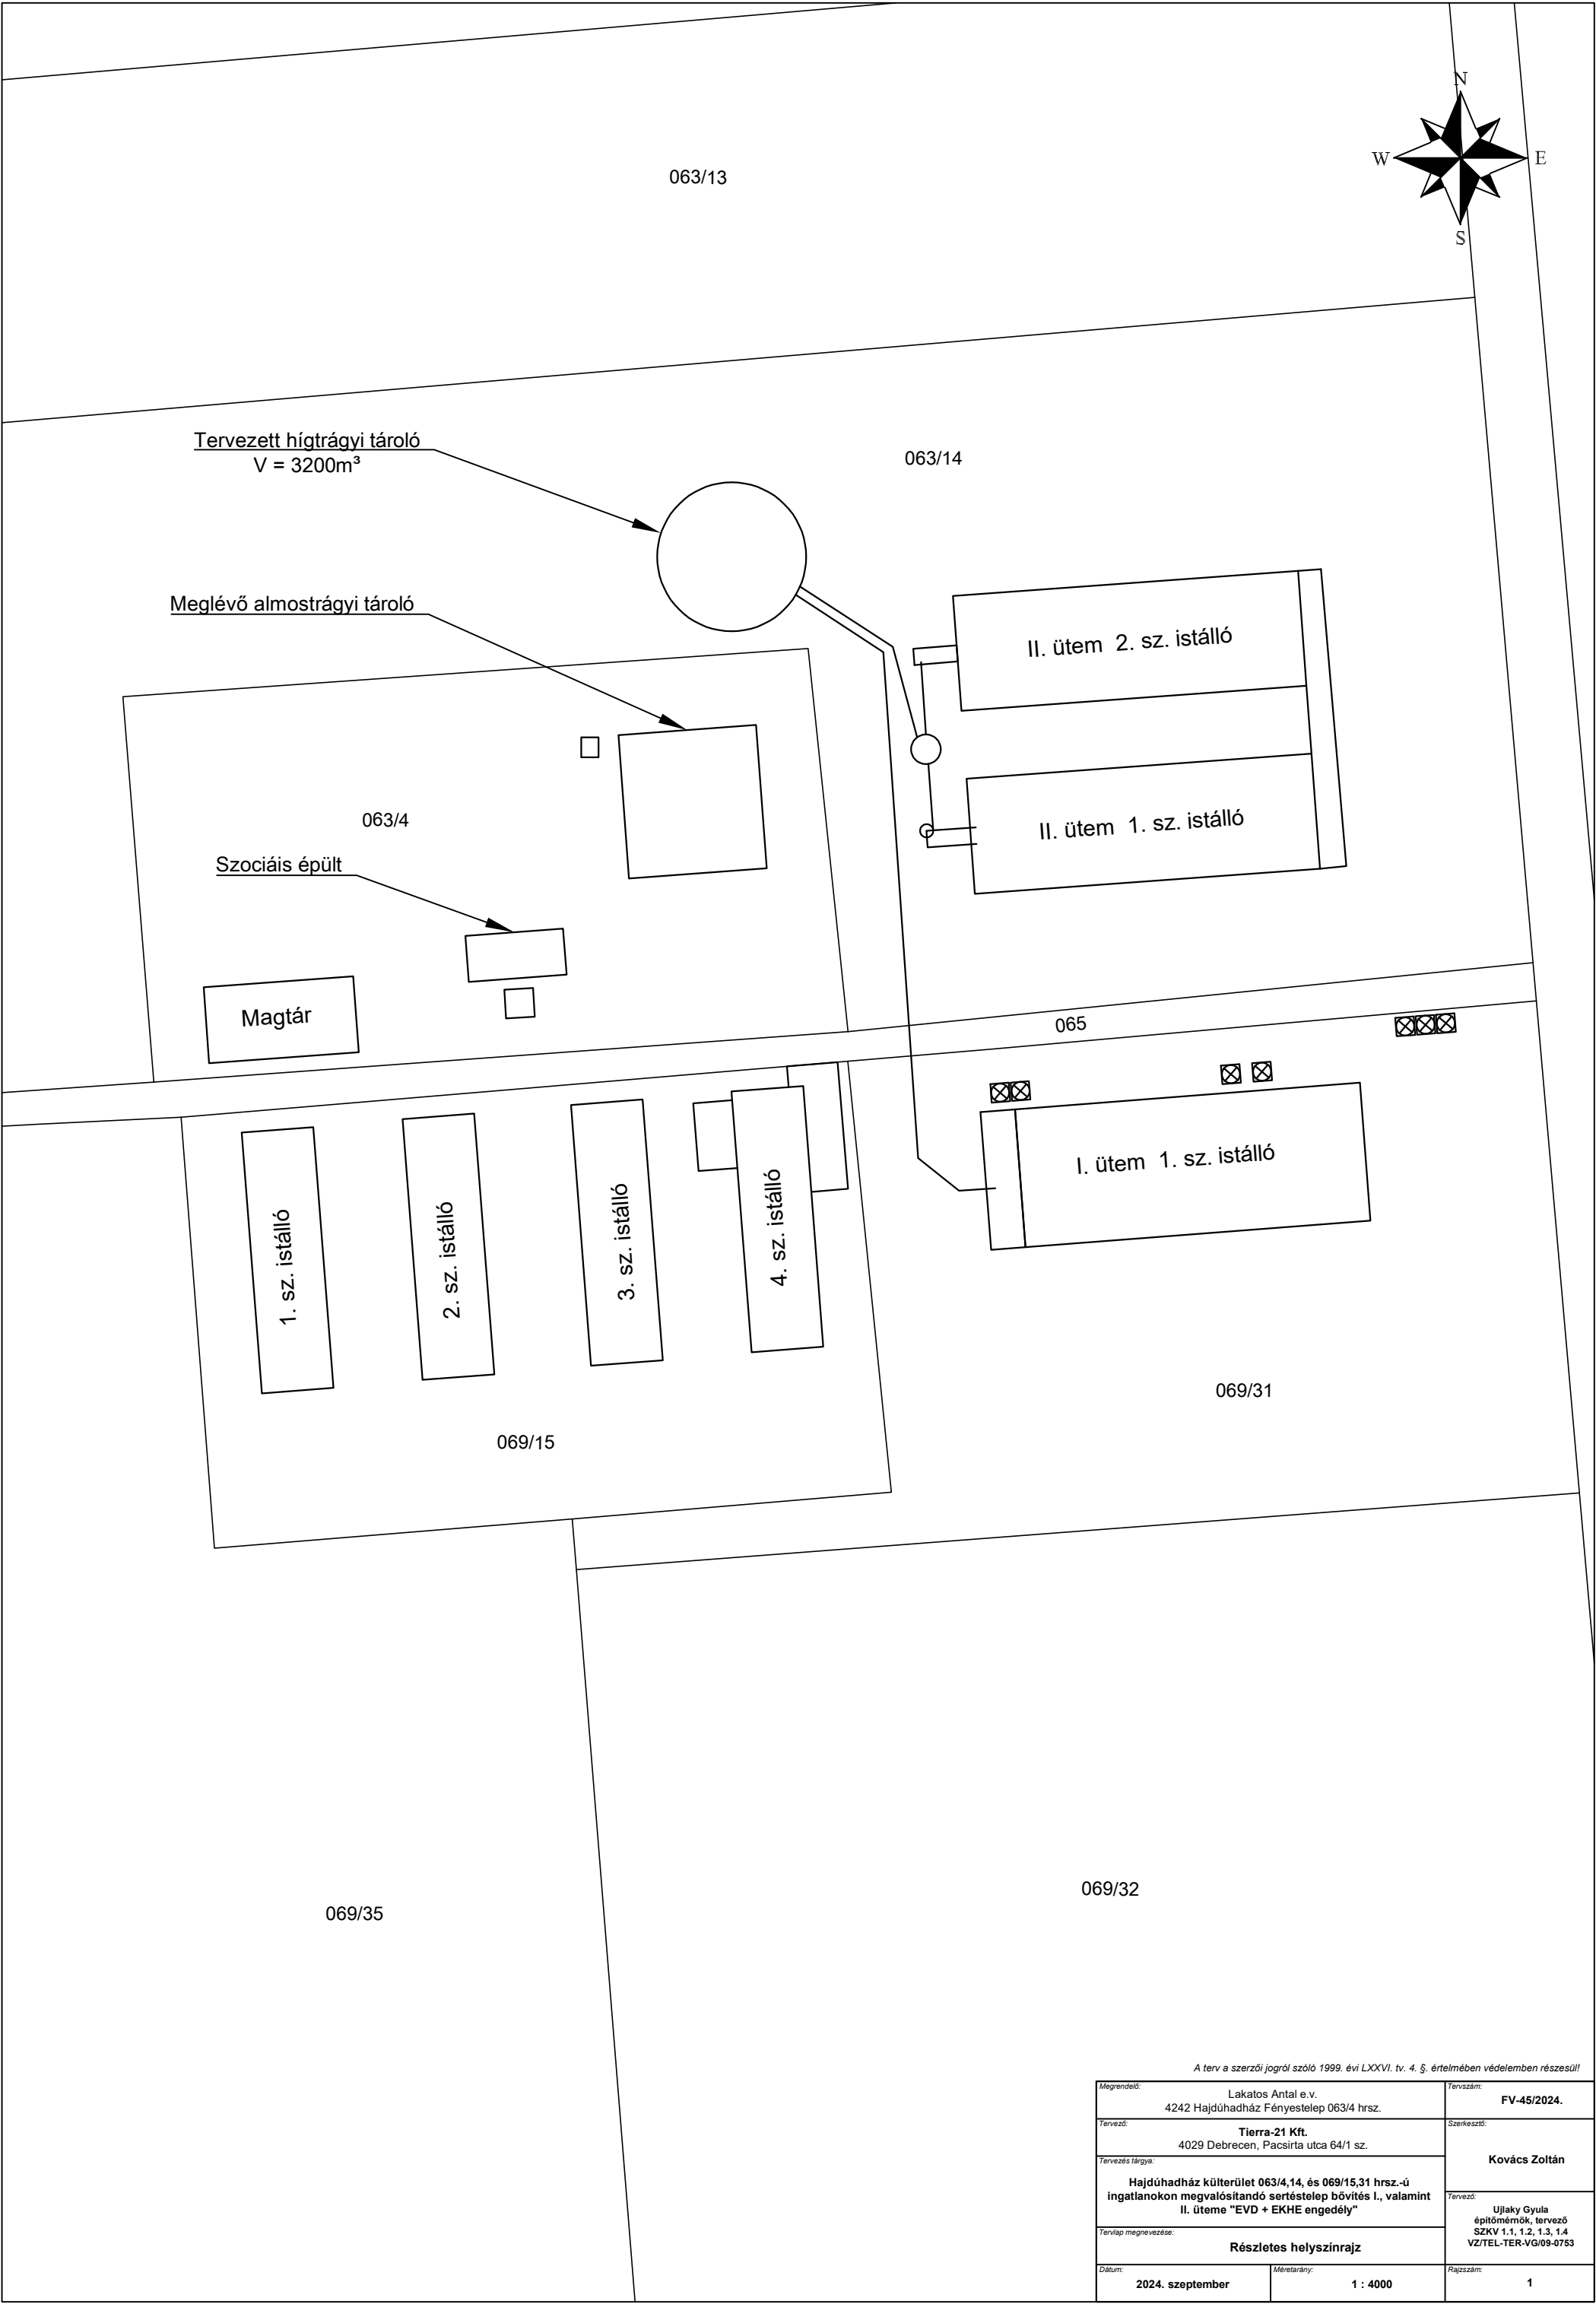 N
W
E
S
063/13
Tervezett hígtrágyi tároló
V = 3200m³
063/14
Meglévő almostrágyi tároló
II. ütem 2. sz. istálló
063/4
II. ütem 1. sz. istálló
Szociáis épült
Magtár
065
I. ütem 1. sz. istálló
1. sz. istálló
2. sz. istálló
3. sz. istálló
4. sz. istálló
069/31
069/15
069/35
069/32
A terv a szerzői jogról szóló 1999. évi LXXVI. tv. 4. §. értelmében védelemben részesül!
Megrendelő:
Lakatos Antal e.v.
4242 Hajdúhadház Fényestelep 063/4 hrsz.
Tervszám:
FV-45/2024.
Tervező:
Tierra-21 Kft.
4029 Debrecen, Pacsirta utca 64/1 sz.
Szerkesztő:
Kovács Zoltán
Tervezés tárgya:
Hajdúhadház külterület 063/4,14, és 069/15,31 hrsz.-ú
ingatlanokon megvalósítandó sertéstelep bővítés I., valamint
II. üteme "EVD + EKHE engedély"
Tervező:
Ujlaky Gyula
építőmérnök, tervező
SZKV 1.1, 1.2, 1.3, 1.4
VZ/TEL-TER-VG/09-0753
Tervlap megnevezése:
Részletes helyszínrajz
Dátum:
2024. szeptember
Méretarány:
1 : 4000
Rajzszám:
1